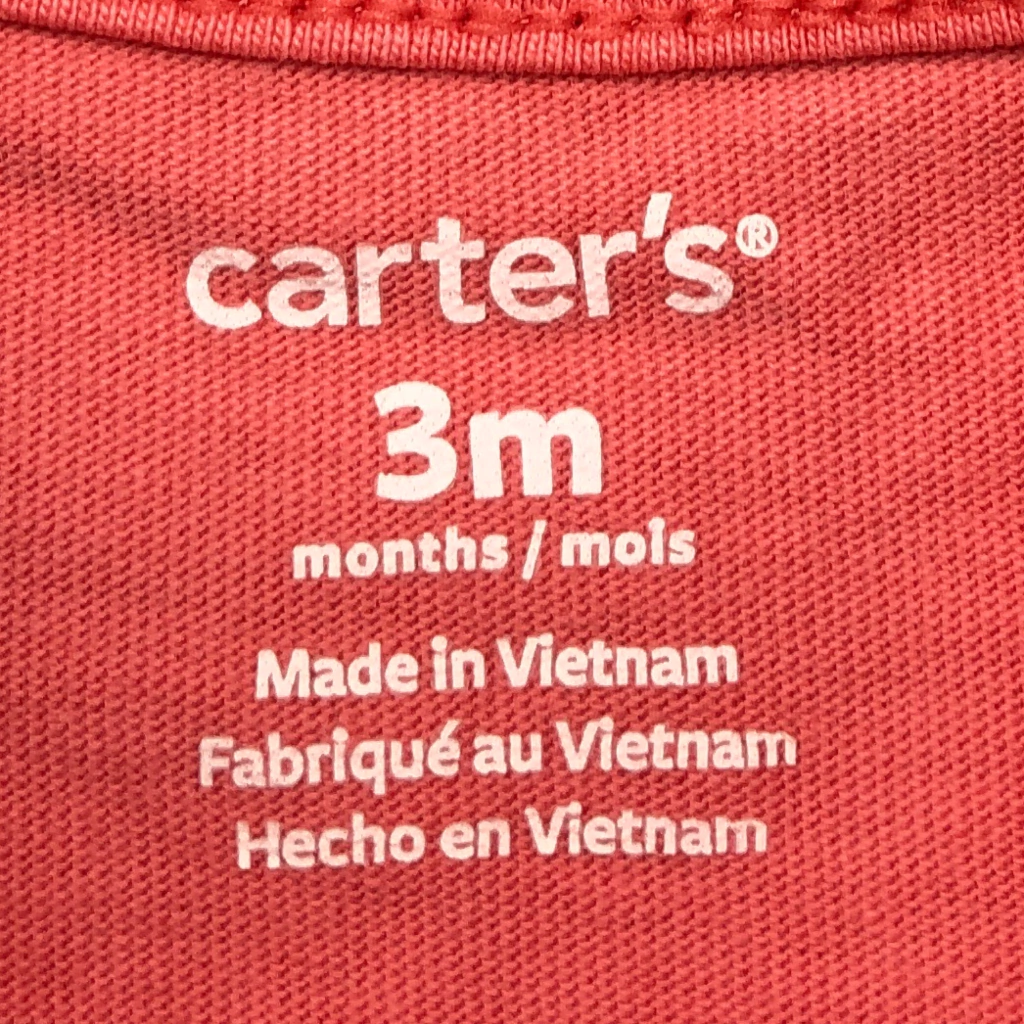 carter's®
3m
months / mois
Made in Vietnam
Fabriqué au Vietnam
Hecho en Vietnam